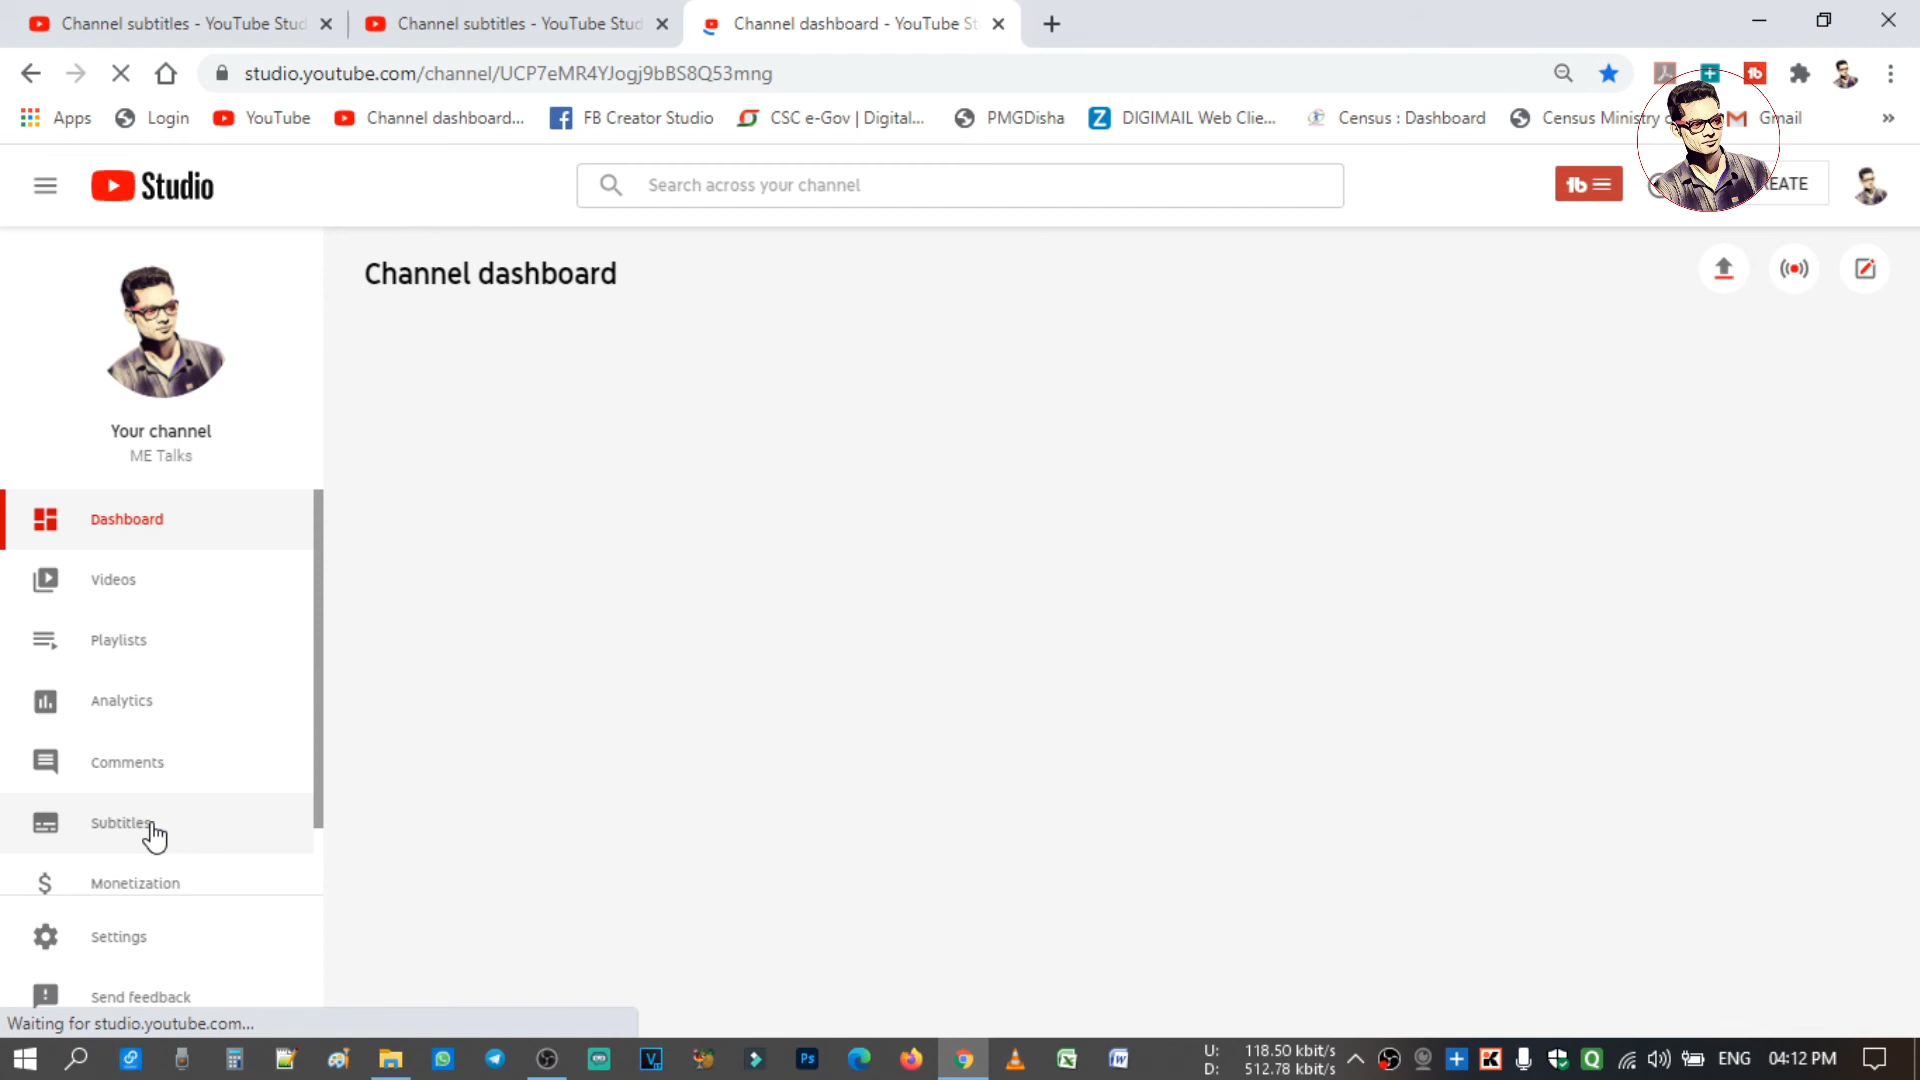 Channel subtitles - YouTube Stud
Channel subtitles - YouTube Stud
Channel dashboard - YouTube St
studio.youtube.com/channel/UCP7eMR4YJogj9bBS8Q53mng
Apps Login YouTube Channel dashboard... FB Creator Studio CSC e-Gov | Digital... PMGDisha DIGIMAIL Web Clie... Census : Dashboard Census Ministry Gmail »
Studio
Search across your channel
EATE
Channel dashboard
Your channel
ME Talks
Dashboard
Videos
Playlists
Analytics
Comments
Subtitles
Monetization
Settings
Send feedback
Waiting for studio.youtube.com...
U: 118.50 kbit/s
D: 512.78 kbit/s
ENG 04:12 PM